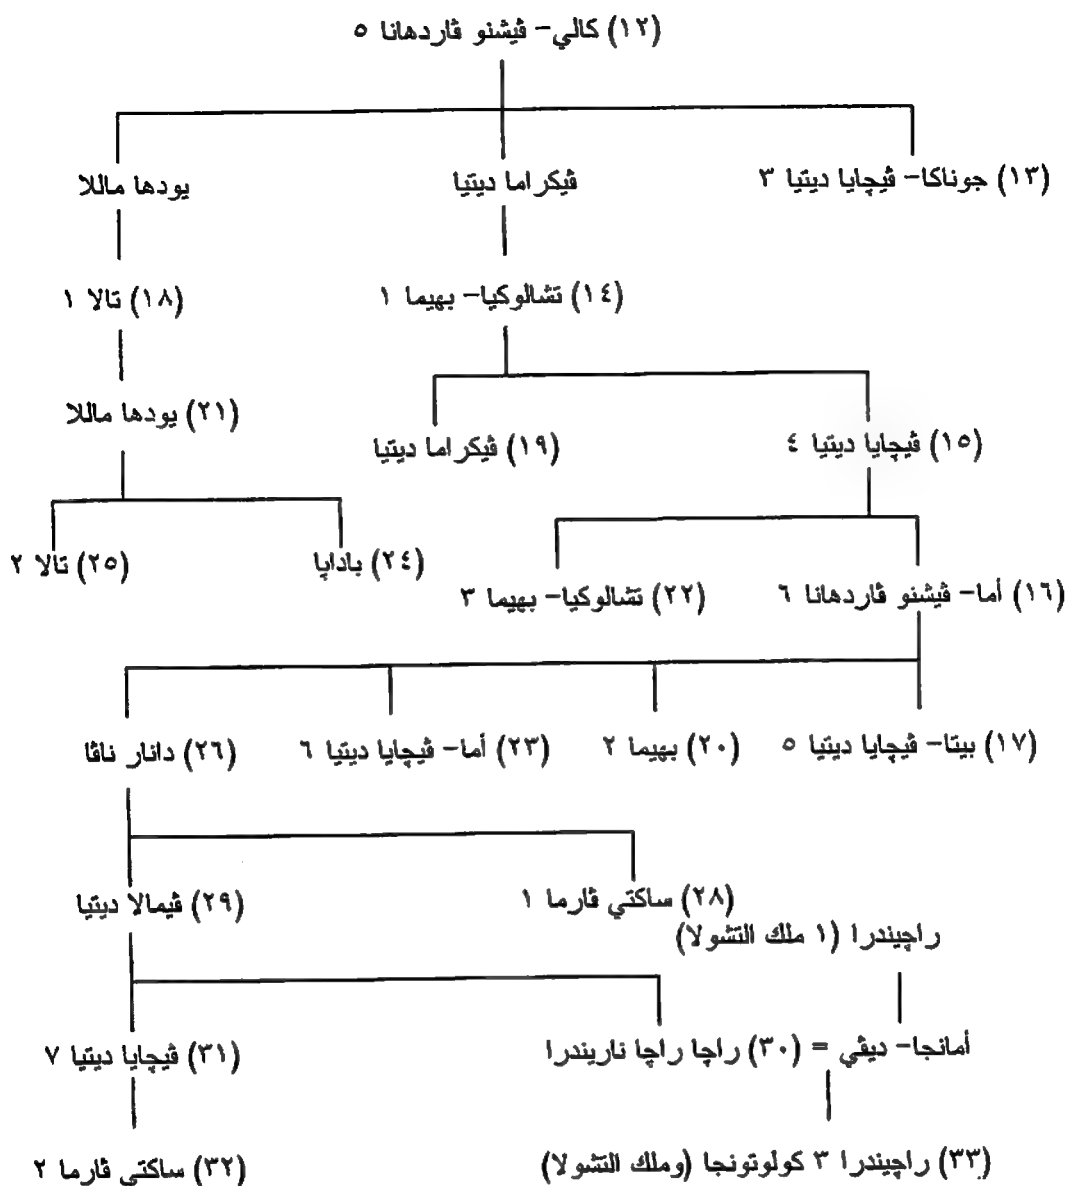 (١٢) كالي- ڤيشنو ڤاردهانا ٥
(١٣) جوناكا- ڤيچايا ديتيا ٣
ڤيكراما ديتيا
يودها ماللا
(١٤) تشالوكيا- بهيما ١
(١٨) تالا ١
(٢١) يودها ماللا
(١٥) ڤيچايا ديتيا ٤
(١٩) ڤيكراما ديتيا
(٢٤) باداپا
(٢٥) تالا ٢
(١٦) أما- ڤيشنو ڤاردهانا ٦
(٢٢) تشالوكيا- بهيما ٣
(١٧) بيتا- ڤيچايا ديتيا ٥
(٢٠) بهيما ٢
(٢٣) أما- ڤيچايا ديتيا ٦
(٢٦) دانار ناڤا
(٢٨) ساكتي ڤارما ١
(٢٩) ڤيمالا ديتيا
راچيندرا (١ ملك التشولا)
أمانجا- ديڤي = (٣٠) راچا راچا ناريندرا
(٣١) ڤيچايا ديتيا ٧
(٣٣) راچيندرا ٣ كولوتونجا (وملك التشولا)
(٣٢) ساكتي ڤارما ٢